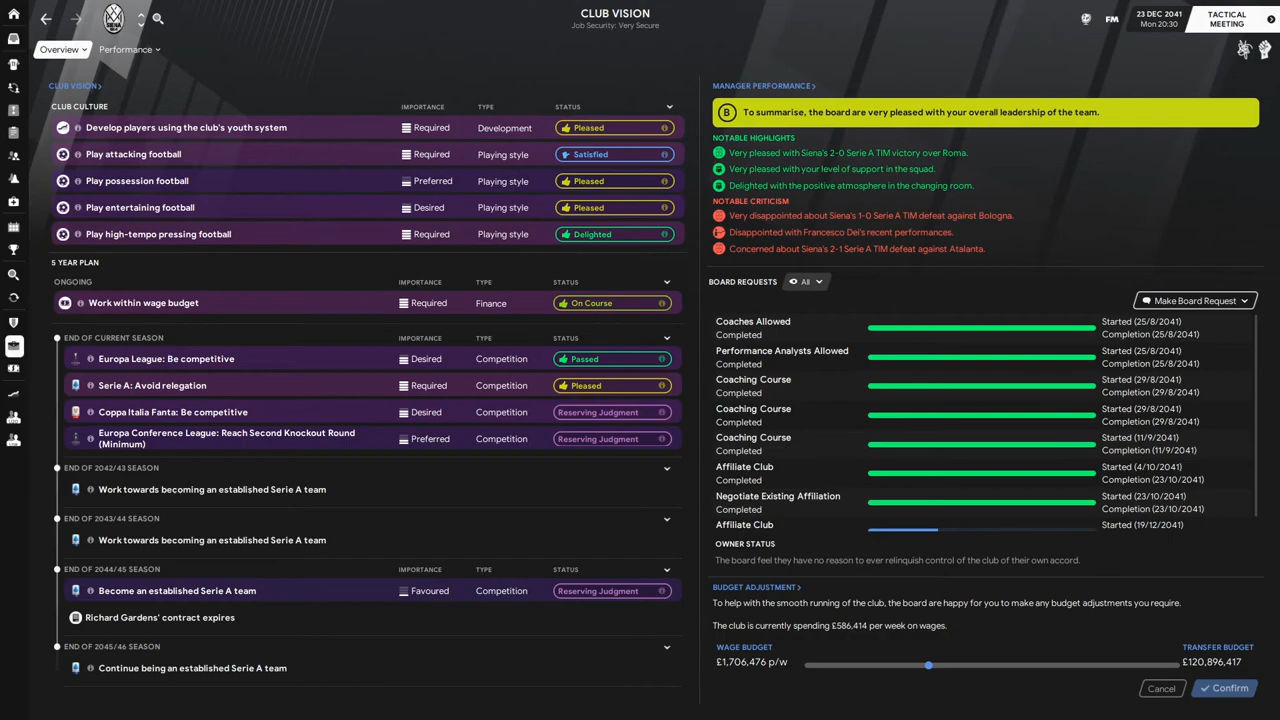 CLUB VISION
Job Security: Very Secure
FM
23 DEC 2041
Mon 20:30
TACTICAL
MEETING
SIENA
Overview
Performance
CLUB VISION
CLUB CULTURE
IMPORTANCE
TYPE
STATUS
Develop players using the club's youth system
Required
Development
Pleased
Play attacking football
Required
Playing style
Satisfied
Play possession football
Preferred
Playing style
Pleased
Play entertaining football
Desired
Playing style
Pleased
Play high-tempo pressing football
Required
Playing style
Delighted
5 YEAR PLAN
ONGOING
IMPORTANCE
TYPE
STATUS
Work within wage budget
Required
Finance
On Course
END OF CURRENT SEASON
IMPORTANCE
TYPE
STATUS
Europa League: Be competitive
Desired
Competition
Passed
Serie A: Avoid relegation
Required
Competition
Pleased
Coppa Italia Fanta: Be competitive
Desired
Competition
Reserving Judgment
Europa Conference League: Reach Second Knockout Round
(Minimum)
Preferred
Competition
Reserving Judgment
END OF 2042/43 SEASON
Work towards becoming an established Serie A team
END OF 2043/44 SEASON
Work towards becoming an established Serie A team
END OF 2044/45 SEASON
IMPORTANCE
TYPE
STATUS
Become an established Serie A team
Favoured
Competition
Reserving Judgment
Richard Gardens' contract expires
END OF 2045/46 SEASON
Continue being an established Serie A team
MANAGER PERFORMANCE
B
To summarise, the board are very pleased with your overall leadership of the team.
NOTABLE HIGHLIGHTS
Very pleased with Siena's 2-0 Serie A TIM victory over Roma.
Very pleased with your level of support in the squad.
Delighted with the positive atmosphere in the changing room.
NOTABLE CRITICISM
Very disappointed about Siena's 1-0 Serie A TIM defeat against Bologna.
Disappointed with Francesco Dei's recent performances.
Concerned about Siena's 2-1 Serie A TIM defeat against Atalanta.
BOARD REQUESTS
All
Make Board Request
Coaches Allowed
Completed
Started (25/8/2041)
Completion (25/8/2041)
Performance Analysts Allowed
Completed
Started (25/8/2041)
Completion (25/8/2041)
Coaching Course
Completed
Started (29/8/2041)
Completion (29/8/2041)
Coaching Course
Completed
Started (29/8/2041)
Completion (29/8/2041)
Coaching Course
Completed
Started (11/9/2041)
Completion (11/9/2041)
Affiliate Club
Completed
Started (4/10/2041)
Completion (23/10/2041)
Negotiate Existing Affiliation
Completed
Started (23/10/2041)
Completion (23/10/2041)
Affiliate Club
Started (19/12/2041)
OWNER STATUS
The board feel they have no reason to ever relinquish control of the club of their own accord.
BUDGET ADJUSTMENT
To help with the smooth running of the club, the board are happy for you to make any budget adjustments you require.
The club is currently spending £586,414 per week on wages.
WAGE BUDGET
£1,706,476 p/w
TRANSFER BUDGET
£120,896,417
Cancel
Confirm